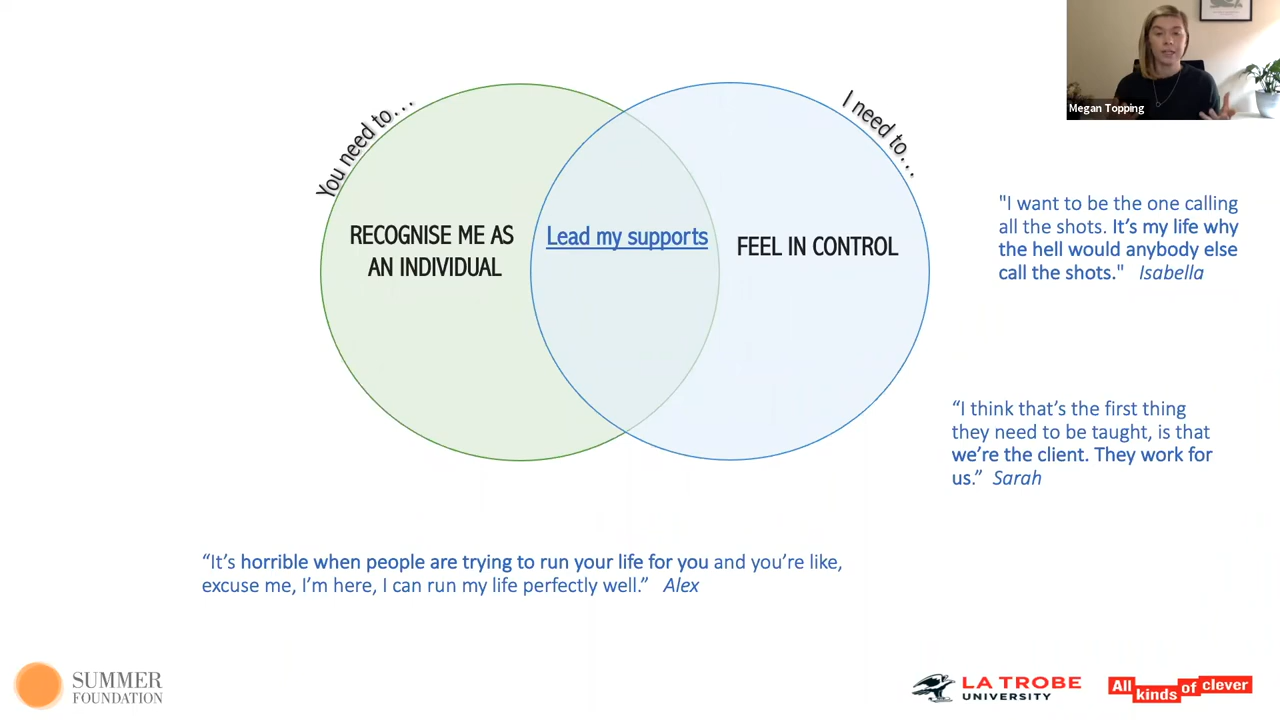 Megan Topping
You need to...
I need to...
RECOGNISE ME AS
AN INDIVIDUAL
Lead my supports
FEEL IN CONTROL
"I want to be the one calling
all the shots. It’s my life why
the hell would anybody else
call the shots." Isabella
“I think that’s the first thing
they need to be taught, is that
we’re the client. They work for
us.” Sarah
“It’s horrible when people are trying to run your life for you and you’re like,
excuse me, I’m here, I can run my life perfectly well.” Alex
SUMMER
FOUNDATION
LA TROBE
UNIVERSITY
All kinds of clever